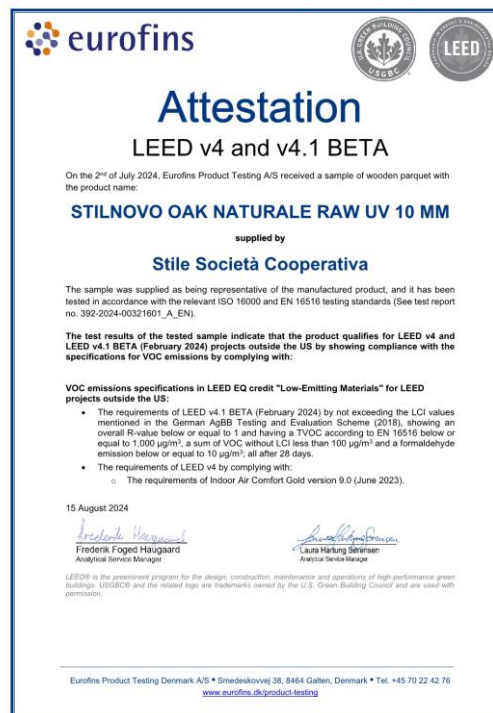 eurofins
U.S. GREEN BUILDING COUNCIL
USGBC
LEED
Attestation
LEED v4 and v4.1 BETA
On the 2nd of July 2024, Eurofins Product Testing A/S received a sample of wooden parquet with
the product name:
STILNOVO OAK NATURALE RAW UV 10 MM
supplied by
Stile Società Cooperativa
The sample was supplied as being representative of the manufactured product, and it has been
tested in accordance with the relevant ISO 16000 and EN 16516 testing standards (See test report
no. 392-2024-00321601_A_EN).
The test results of the tested sample indicate that the product qualifies for LEED v4 and
LEED v4.1 BETA (February 2024) projects outside the US by showing compliance with the
specifications for VOC emissions by complying with:
VOC emissions specifications in LEED EQ credit "Low-Emitting Materials" for LEED
projects outside the US:
• The requirements of LEED v4.1 BETA (February 2024) by not exceeding the LCI values
mentioned in the German AgBB Testing and Evaluation Scheme (2018), showing an
overall R-value below or equal to 1 and having a TVOC according to EN 16516 below or
equal to 1,000 µg/m³, a sum of VOC without LCI less than 100 µg/m³ and a formaldehyde
emission below or equal to 10 µg/m³; all after 28 days.
• The requirements of LEED v4 by complying with:
○ The requirements of Indoor Air Comfort Gold version 9.0 (June 2023).
15 August 2024
Frederik Foged Haugaard
Analytical Service Manager
Laura Hartung Sørensen
Analytical Service Manager
LEED® is the preeminent program for the design, construction, maintenance and operations of high-performance green
buildings. USGBC® and the related logo are trademarks owned by the U.S. Green Building Council and are used with
permission.
Eurofins Product Testing Denmark A/S • Smedeskovvej 38, 8464 Galten, Denmark • Tel. +45 70 22 42 76
www.eurofins.dk/product-testing